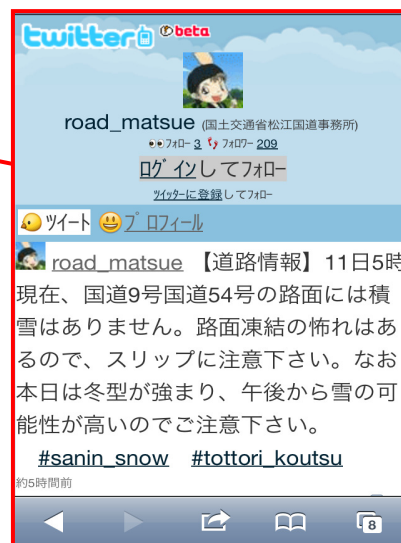 twitter beta
road_matsue (国土交通省松江国道事務所)
ﾌｫﾛｰ 3 ﾌｫﾛﾜｰ 209
ﾛｸﾞｲﾝしてﾌｫﾛｰ
ﾂｲｯﾀｰに登録してﾌｫﾛｰ
ﾂｲｰﾄ ﾌﾟﾛﾌｨｰﾙ
road_matsue 【道路情報】11日5時
現在、国道9号国道54号の路面には積
雪はありません。路面凍結の怖れはあ
るので、スリップに注意下さい。なお
本日は冬型が強まり、午後から雪の可
能性が高いのでご注意下さい。
#sanin_snow #tottori_koutsu
約5時間前
8